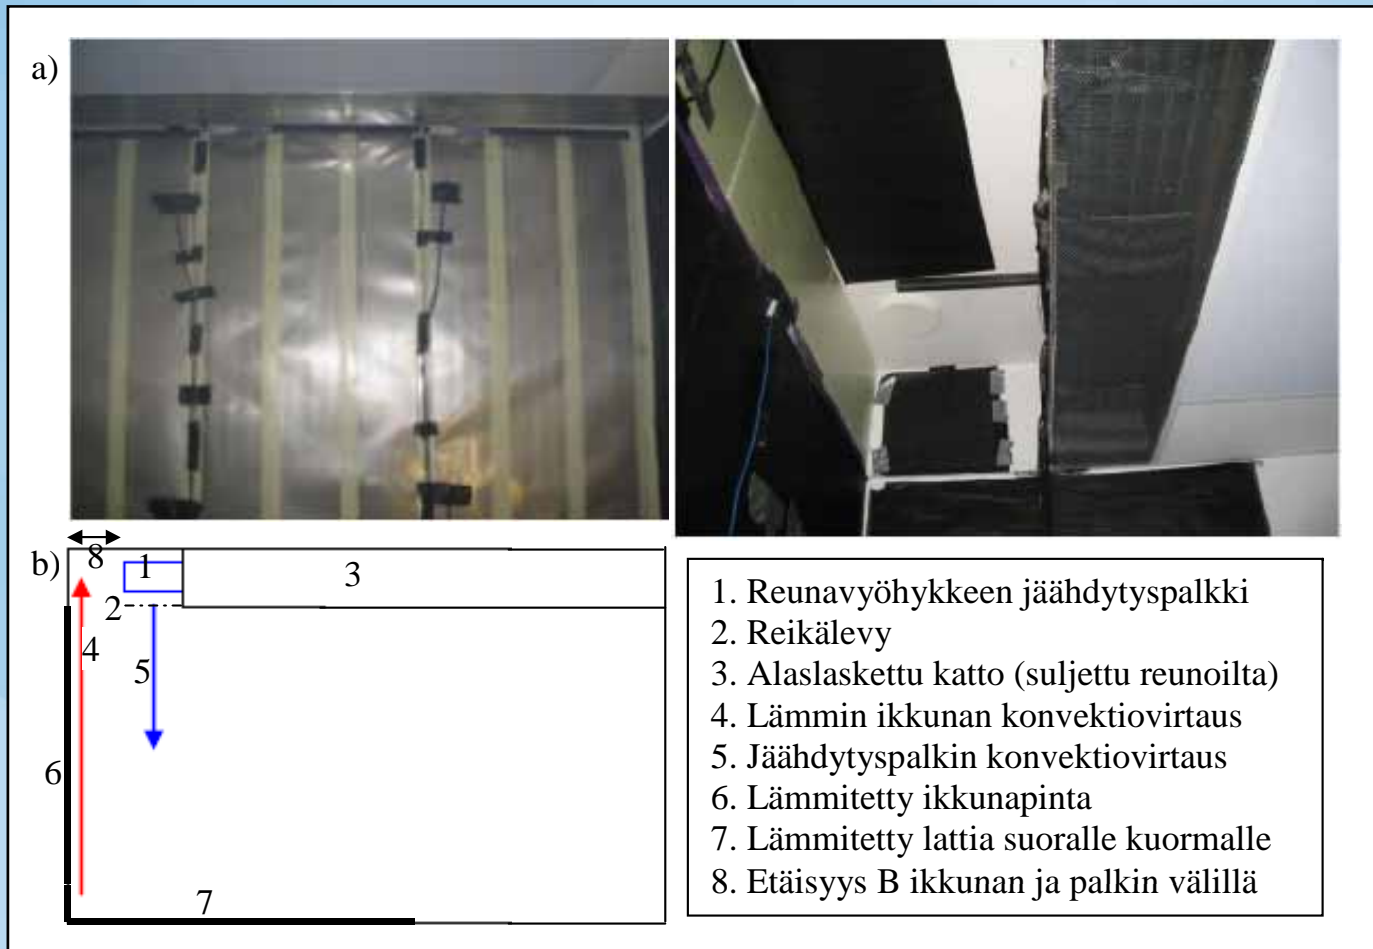 a)
b)
8
1
3
2
4
5
6
7
1. Reunavyöhykkeen jäähdytyspalkki
2. Reikälevy
3. Alaslaskettu katto (suljettu reunoilta)
4. Lämmin ikkunan konvektiovirtaus
5. Jäähdytyspalkin konvektiovirtaus
6. Lämmitetty ikkunapinta
7. Lämmitetty lattia suoralle kuormalle
8. Etäisyys B ikkunan ja palkin välillä